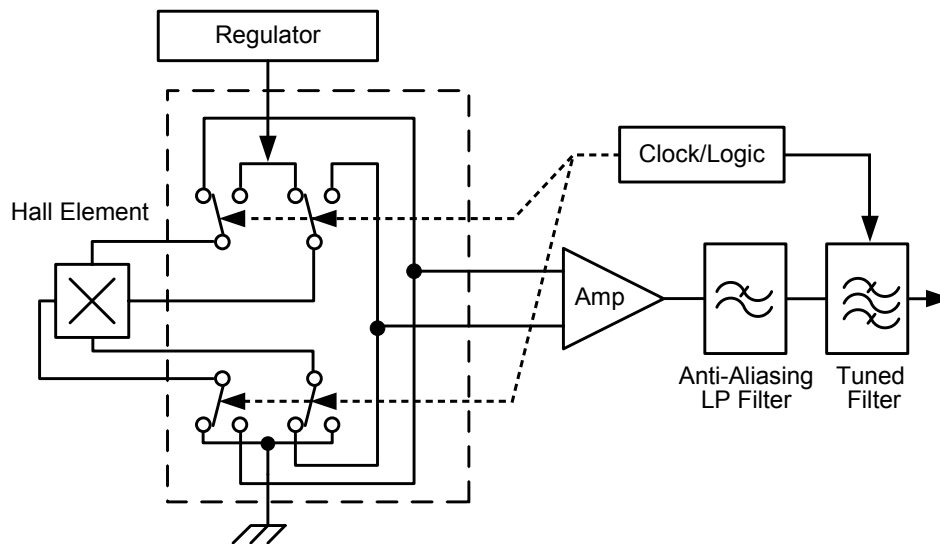 Regulator
Clock/Logic
Hall Element
Amp
Anti-Aliasing
LP Filter
Tuned
Filter